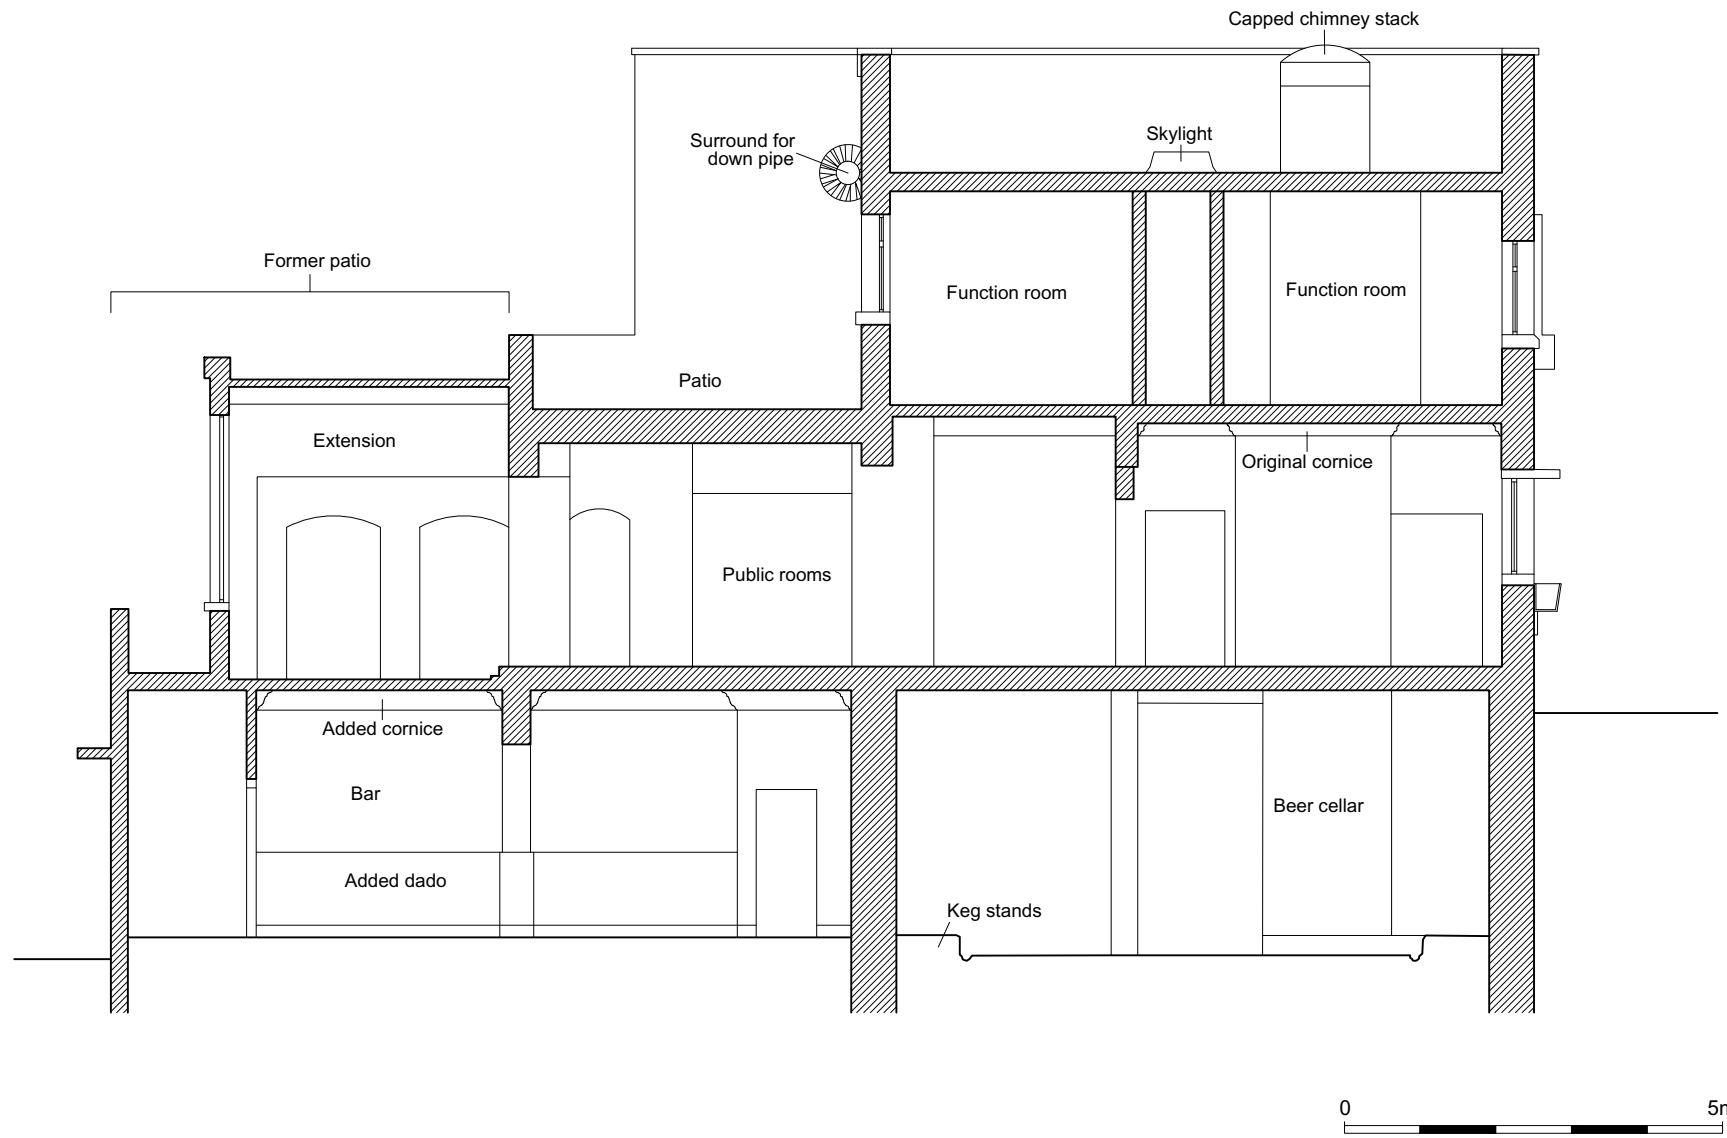 Capped chimney stack
Skylight
Surround for
down pipe
Former patio
Function room
Function room
Patio
Extension
Original cornice
Public rooms
Added cornice
Bar
Beer cellar
Added dado
Keg stands
0
5m